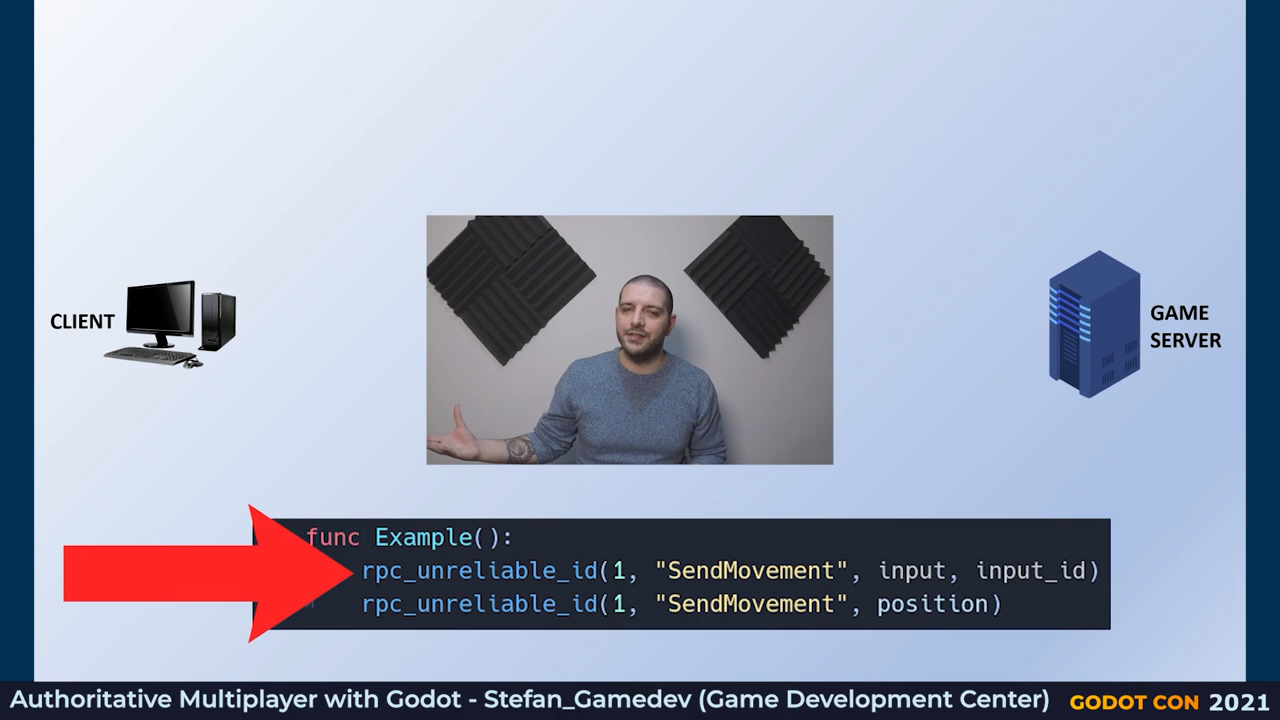 CLIENT
GAME
SERVER
func Example():
rpc_unreliable_id(1, "SendMovement", input, input_id)
rpc_unreliable_id(1, "SendMovement", position)
Authoritative Multiplayer with Godot - Stefan_Gamedev (Game Development Center)
GODOT CON 2021